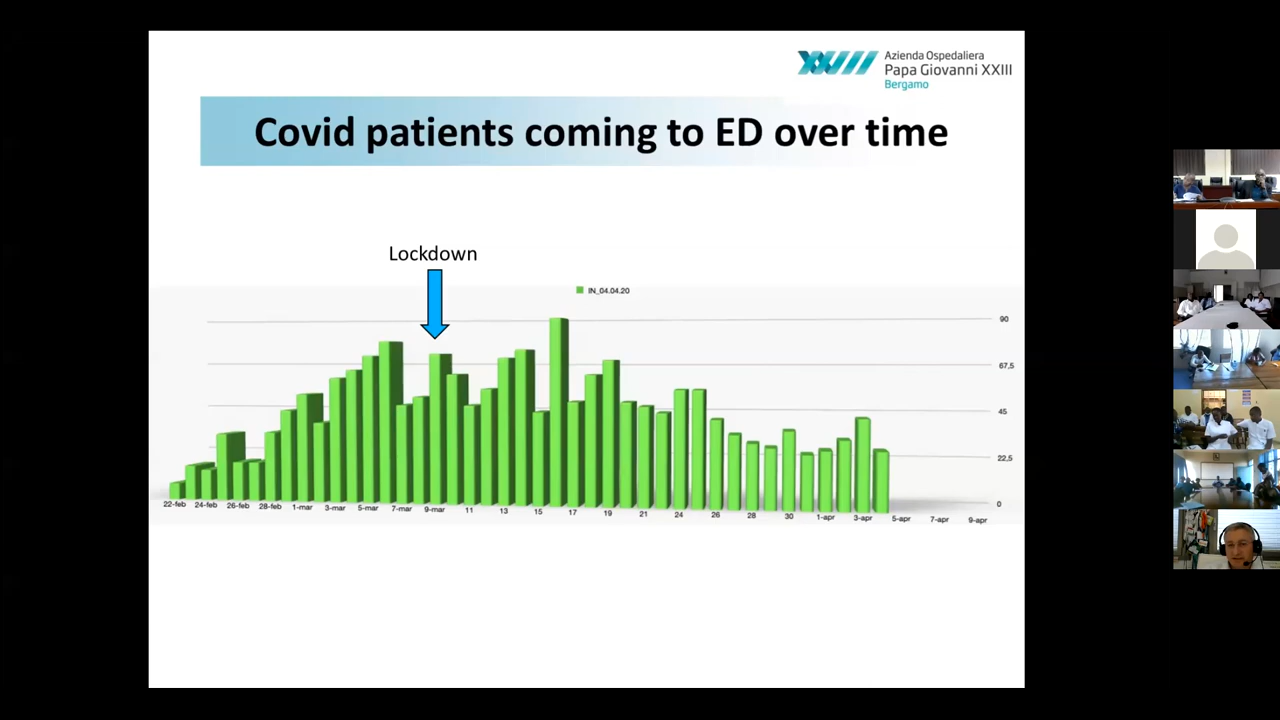 Azienda Ospedaliera
Papa Giovanni XXIII
Bergamo
Covid patients coming to ED over time
Lockdown
IN_04.04.20
90
67,5
45
22,5
0
22-feb 24-feb 26-feb 28-feb 1-mar 3-mar 5-mar 7-mar 9-mar 11 13 15 17 19 21 24 26 28 30 1-apr 3-apr 5-apr 7-apr 9-apr